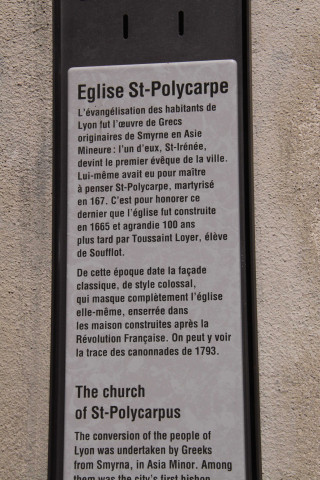 Eglise St-Polycarpe
L'évangélisation des habitants de
Lyon fut l'œuvre de Grecs
originaires de Smyrne en Asie
Mineure : l'un d'eux, St-Irénée,
devint le premier évêque de la ville.
Lui-même avait eu pour maître
à penser St-Polycarpe, martyrisé
en 167. C'est pour honorer ce
dernier que l'église fut construite
en 1665 et agrandie 100 ans
plus tard par Toussaint Loyer, élève
de Soufflot.
De cette époque date la façade
classique, de style colossal,
qui masque complètement l'église
elle-même, enserrée dans
les maison construites après la
Révolution Française. On peut y voir
la trace des canonnades de 1793.
The church
of St-Polycarpus
The conversion of the people of
Lyon was undertaken by Greeks
from Smyrna, in Asia Minor. Among
them was the city's first bishop